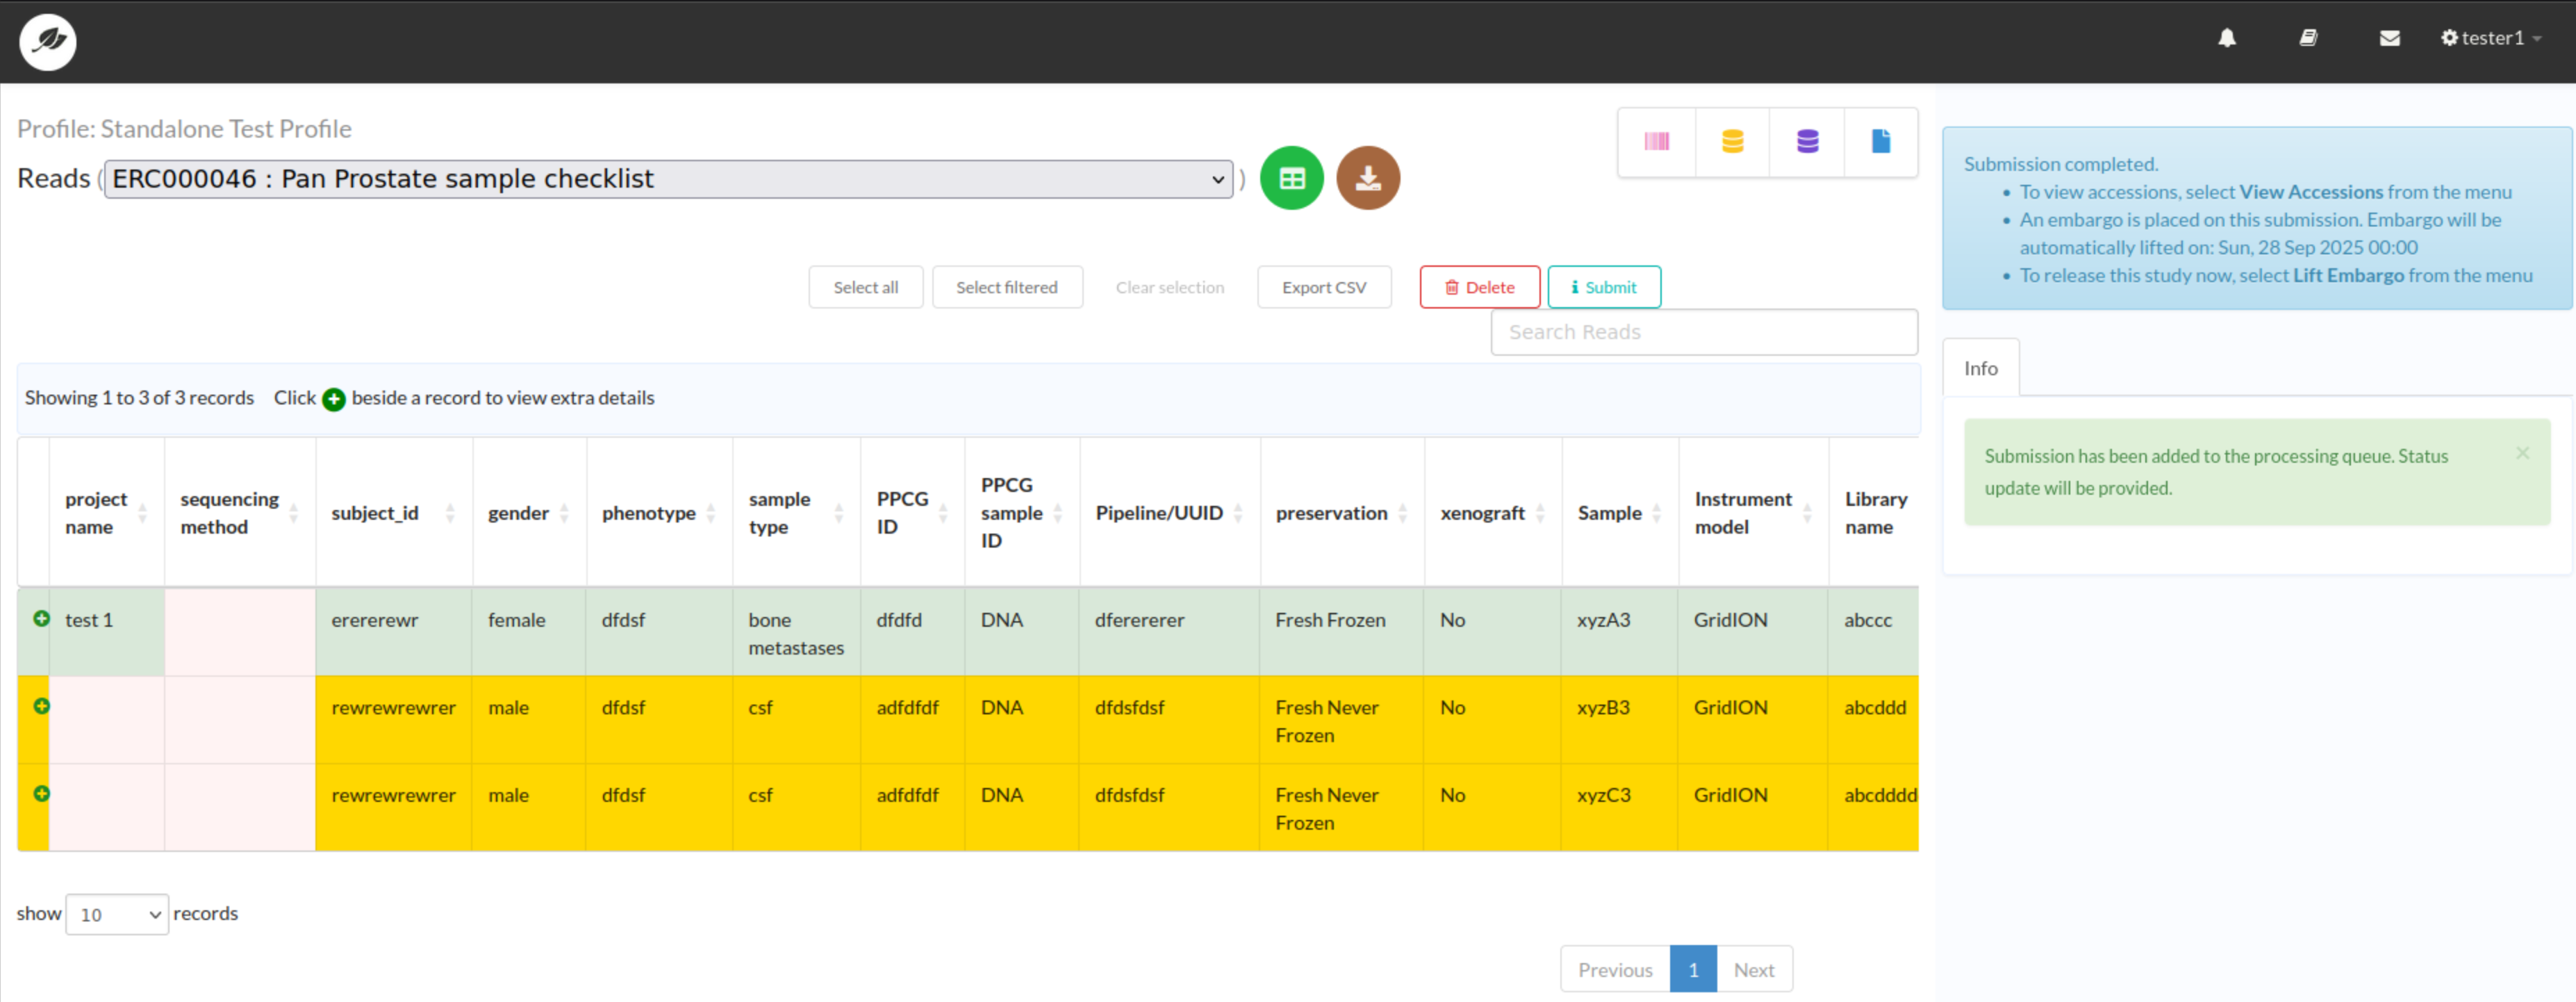 tester1
Profile: Standalone Test Profile
Reads ( ERC000046 : Pan Prostate sample checklist )
Select all Select filtered Clear selection Export CSV Delete Submit
Search Reads
Showing 1 to 3 of 3 records Click beside a record to view extra details
project name sequencing method subject_id gender phenotype sample type PPCG ID PPCG sample ID Pipeline/UUID preservation xenograft Sample Instrument model Library name
test 1 erererewr female dfdsf bone metastases dfdfd DNA dferererer Fresh Frozen No xyzA3 GridION abccc
rewrewrewrer male dfdsf csf adfdfdf DNA dfdsfdsf Fresh Never Frozen No xyzB3 GridION abcddd
rewrewrewrer male dfdsf csf adfdfdf DNA dfdsfdsf Fresh Never Frozen No xyzC3 GridION abcdddd
show 10 records
Previous 1 Next
Submission completed.
• To view accessions, select View Accessions from the menu
• An embargo is placed on this submission. Embargo will be
automatically lifted on: Sun, 28 Sep 2025 00:00
• To release this study now, select Lift Embargo from the menu
Info
Submission has been added to the processing queue. Status ×
update will be provided.